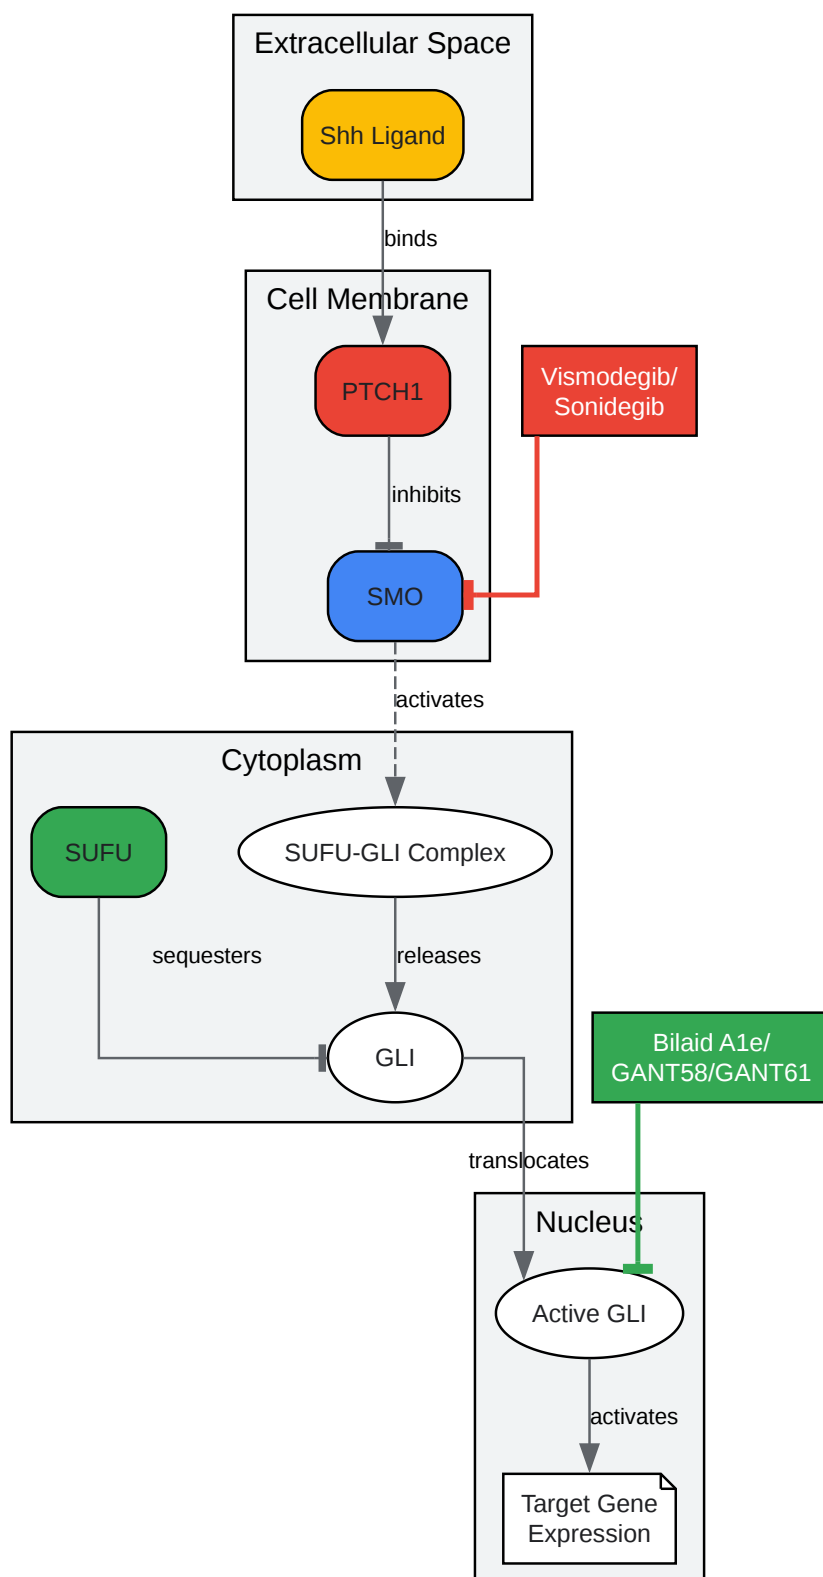 Extracellular Space
Shh Ligand
binds
Cell Membrane
PTCH1
Vismodegib/
Sonidegib
inhibits
SMO
activates
Cytoplasm
SUFU
SUFU-GLI Complex
sequesters
releases
GLI
Bilaid A1e/
GANT58/GANT61
translocates
Nucleus
Active GLI
activates
Target Gene
Expression